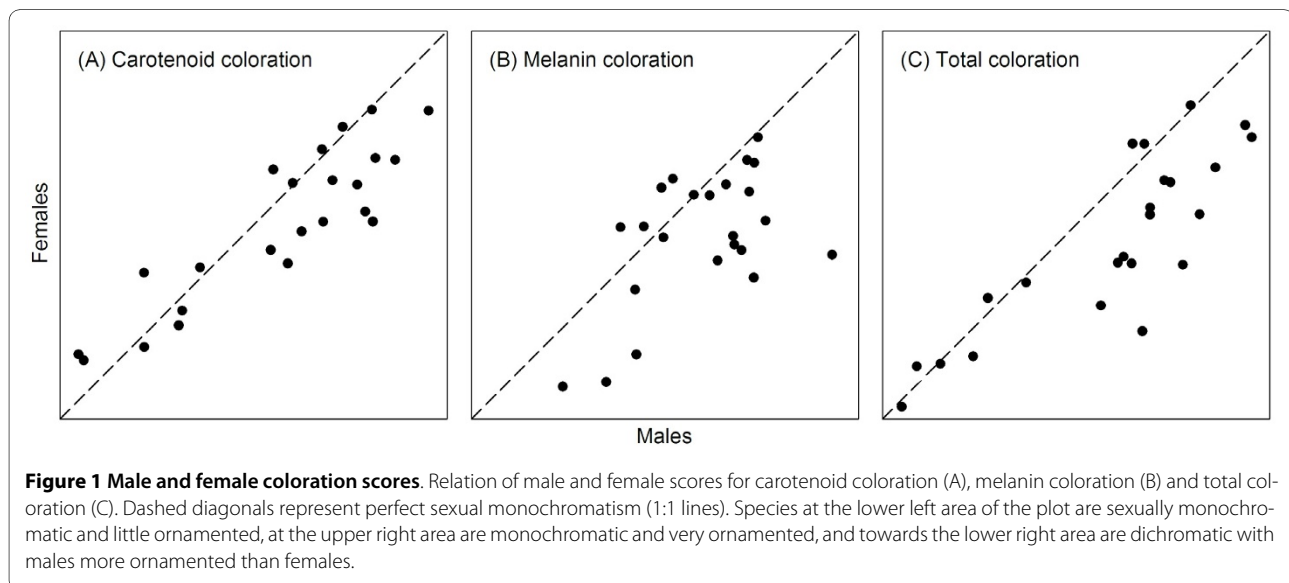 (A) Carotenoid coloration
(B) Melanin coloration
(C) Total coloration
Females
Males
Figure 1 Male and female coloration scores. Relation of male and female scores for carotenoid coloration (A), melanin coloration (B) and total col-
oration (C). Dashed diagonals represent perfect sexual monochromatism (1:1 lines). Species at the lower left area of the plot are sexually monochro-
matic and little ornamented, at the upper right area are monochromatic and very ornamented, and towards the lower right area are dichromatic with
males more ornamented than females.